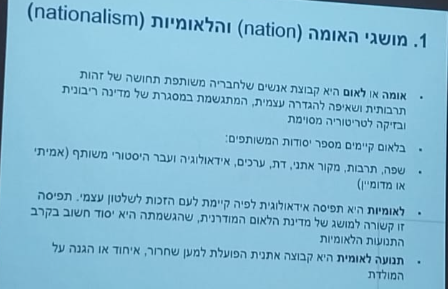 1. מושגי האומה (nation) והלאומיות (nationalism)
• אומה או לאום היא קבוצת אנשים שלחבריה משותפת תחושה של זהות
תרבותית ושאיפה להגדרה עצמית, המתגשמת במסגרת של מדינה ריבונית
ובזיקה לטריטוריה מסוימת
• בלאום קיימים מספר יסודות המשותפים:
• שפה, תרבות, מקור אתני, דת, ערכים, אידאולוגיה ועבר היסטורי משותף (אמיתי
או מדומיין)
• לאומיות היא תפיסה אידאולוגית לפיה קיימת לעם הזכות לשלטון עצמי. תפיסה
זו קשורה למושג של מדינת הלאום המודרנית, שהגשמתה היא יסוד חשוב בקרב
התנועות הלאומיות
• תנועה לאומית היא קבוצה אתנית הפועלת למען שחרור, איחוד או הגנה על
המולדת